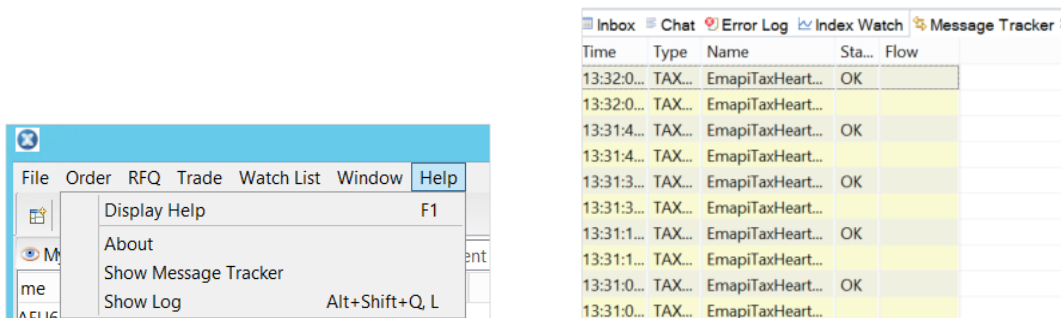 File Order RFQ Trade Watch List Window Help
Display Help F1
About
Show Message Tracker
Show Log Alt+Shift+Q, L
My
ent
me
Inbox Chat Error Log Index Watch Message Tracker
Time Type Name Sta... Flow
13:32:0... TAX... EmapiTaxHeart... OK
13:32:0... TAX... EmapiTaxHeart...
13:31:4... TAX... EmapiTaxHeart... OK
13:31:4... TAX... EmapiTaxHeart...
13:31:3... TAX... EmapiTaxHeart... OK
13:31:3... TAX... EmapiTaxHeart...
13:31:1... TAX... EmapiTaxHeart... OK
13:31:1... TAX... EmapiTaxHeart...
13:31:0... TAX... EmapiTaxHeart... OK
13:31:0... TAX... EmapiTaxHeart...